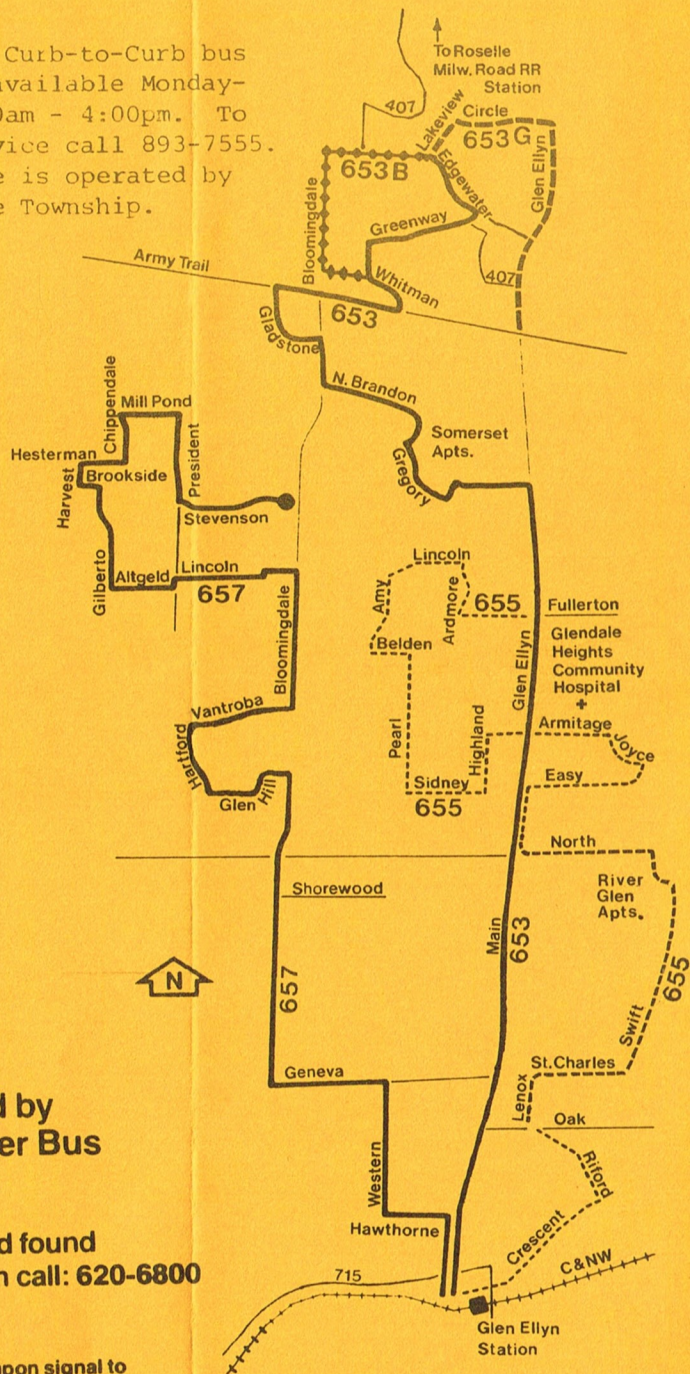 Curb-to-Curb bus
available Monday-
0am - 4:00pm. To
vice call 893-7555.
e is operated by
e Township.
To Roselle
Milw. Road RR
Station
407
Lakeview
Circle
653G
653B
Edgewater
Glen Ellyn
Bloomingdale
Greenway
Army Trail
Whitman
407
653
Gladstone
N. Brandon
Chippendale
Mill Pond
Somerset
Apts.
Hesterman
President
Gregory
Brookside
Harvest
Stevenson
Gilberto
Altgeld
Lincoln
657
Lincoln
Amy
Ardmore
655
Fullerton
Bloomingdale
Belden
Glen Ellyn
Glendale
Heights
Community
Hospital
Vantroba
Pearl
Highland
Armitage
Joyce
Hartford
Sidney
655
Easy
Glen
Hill
North
Shorewood
River
Glen
Apts.
Main
653
N
657
655
Swift
Geneva
St. Charles
Lenox
Oak
d by
er Bus
Western
Riford
d found
n call: 620-6800
Hawthorne
Crescent
715
C&NW
Glen Ellyn
Station
upon signal to